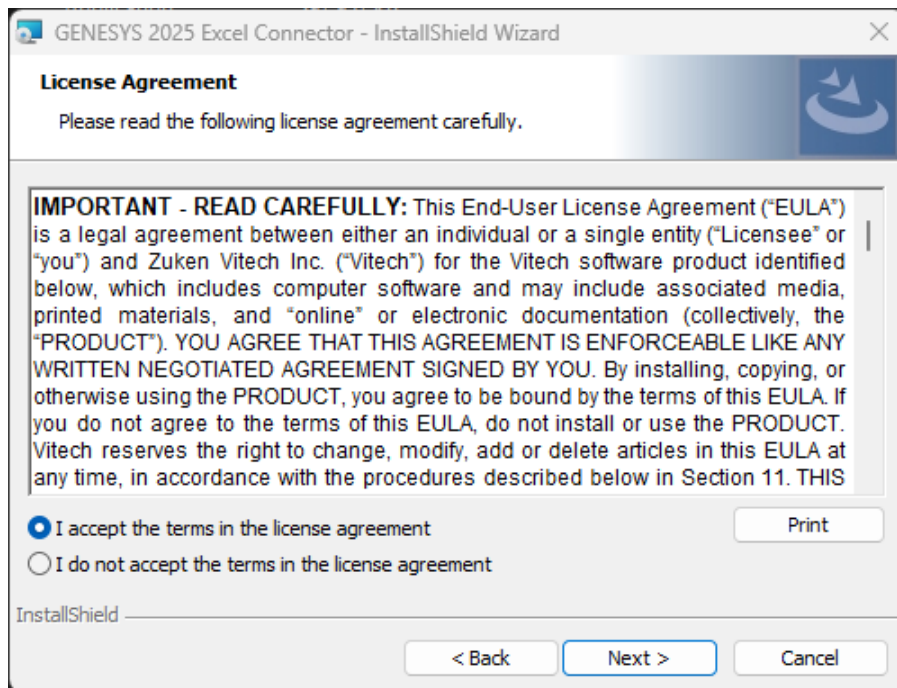 GENESYS 2025 Excel Connector - InstallShield Wizard
License Agreement
Please read the following license agreement carefully.
IMPORTANT - READ CAREFULLY: This End-User License Agreement (“EULA”)
is a legal agreement between either an individual or a single entity (“Licensee” or
“you”) and Zuken Vitech Inc. (“Vitech”) for the Vitech software product identified
below, which includes computer software and may include associated media,
printed materials, and “online” or electronic documentation (collectively, the
“PRODUCT”). YOU AGREE THAT THIS AGREEMENT IS ENFORCEABLE LIKE ANY
WRITTEN NEGOTIATED AGREEMENT SIGNED BY YOU. By installing, copying, or
otherwise using the PRODUCT, you agree to be bound by the terms of this EULA. If
you do not agree to the terms of this EULA, do not install or use the PRODUCT.
Vitech reserves the right to change, modify, add or delete articles in this EULA at
any time, in accordance with the procedures described below in Section 11. THIS
I accept the terms in the license agreement
Print
I do not accept the terms in the license agreement
InstallShield
< Back
Next >
Cancel